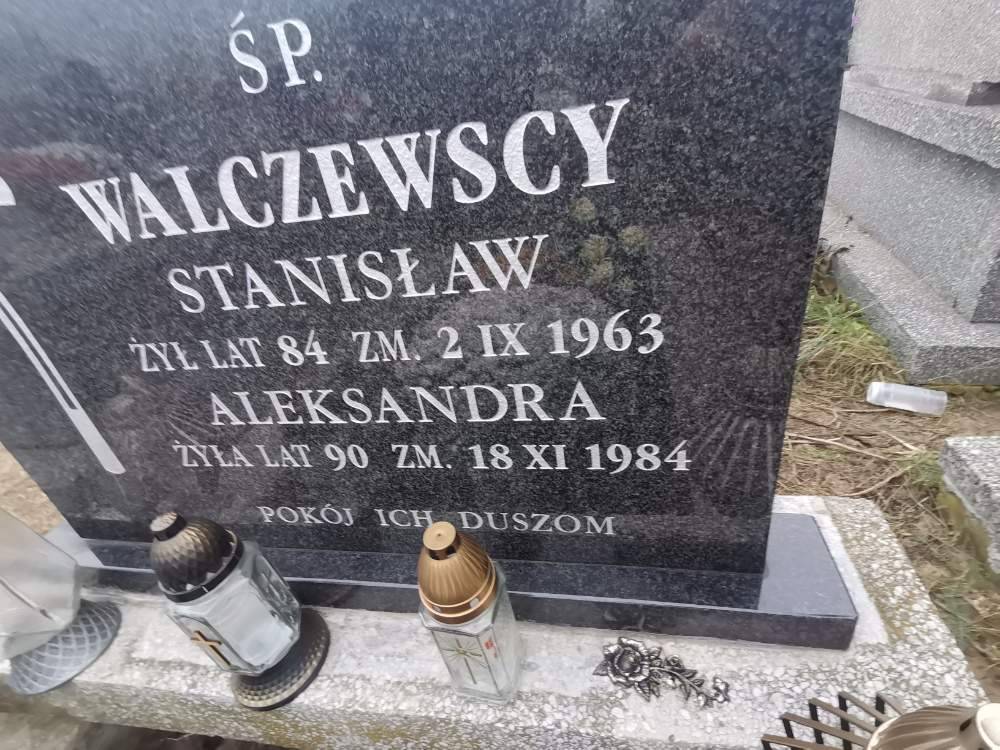 ŚP.
WALCZEWSCY
STANISŁAW
ŻYŁ LAT 84 ZM. 2 IX 1963
ALEKSANDRA
ŻYŁA LAT 90 ZM. 18 XI 1984
POKÓJ ICH DUSZOM